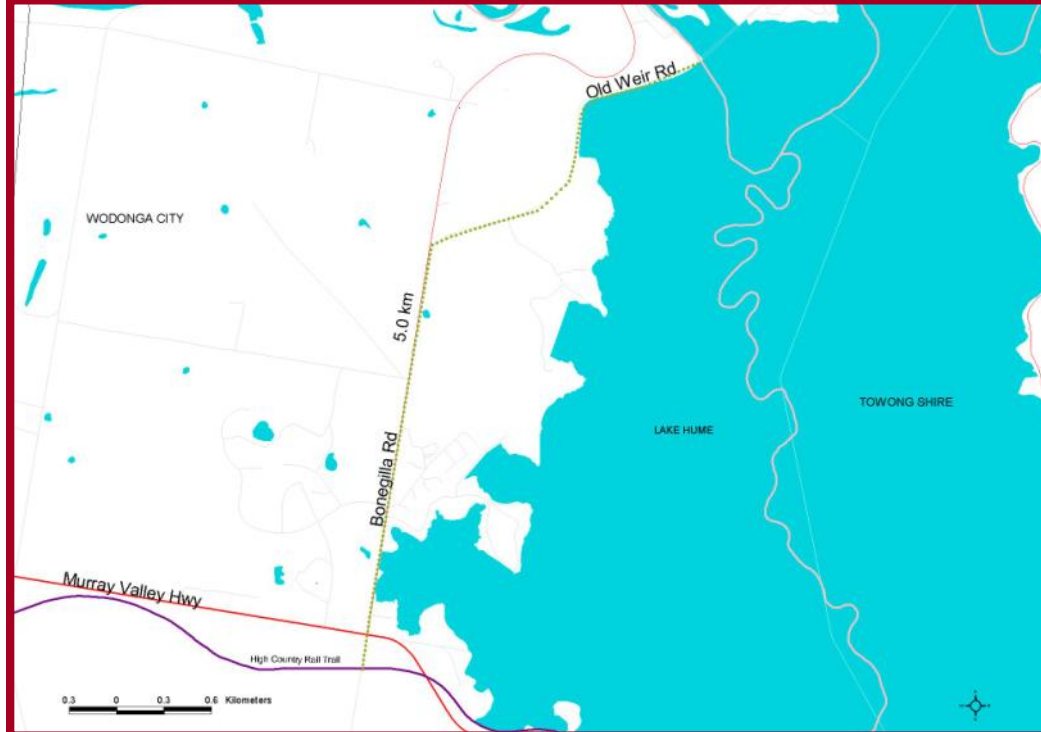 Old Weir Rd
WODONGA CITY
5.0 km
TOWONG SHIRE
LAKE HUME
Bonegilla Rd
Murray Valley Hwy
High Country Rail Trail
0.3 0 0.3 0.6 Kilometers